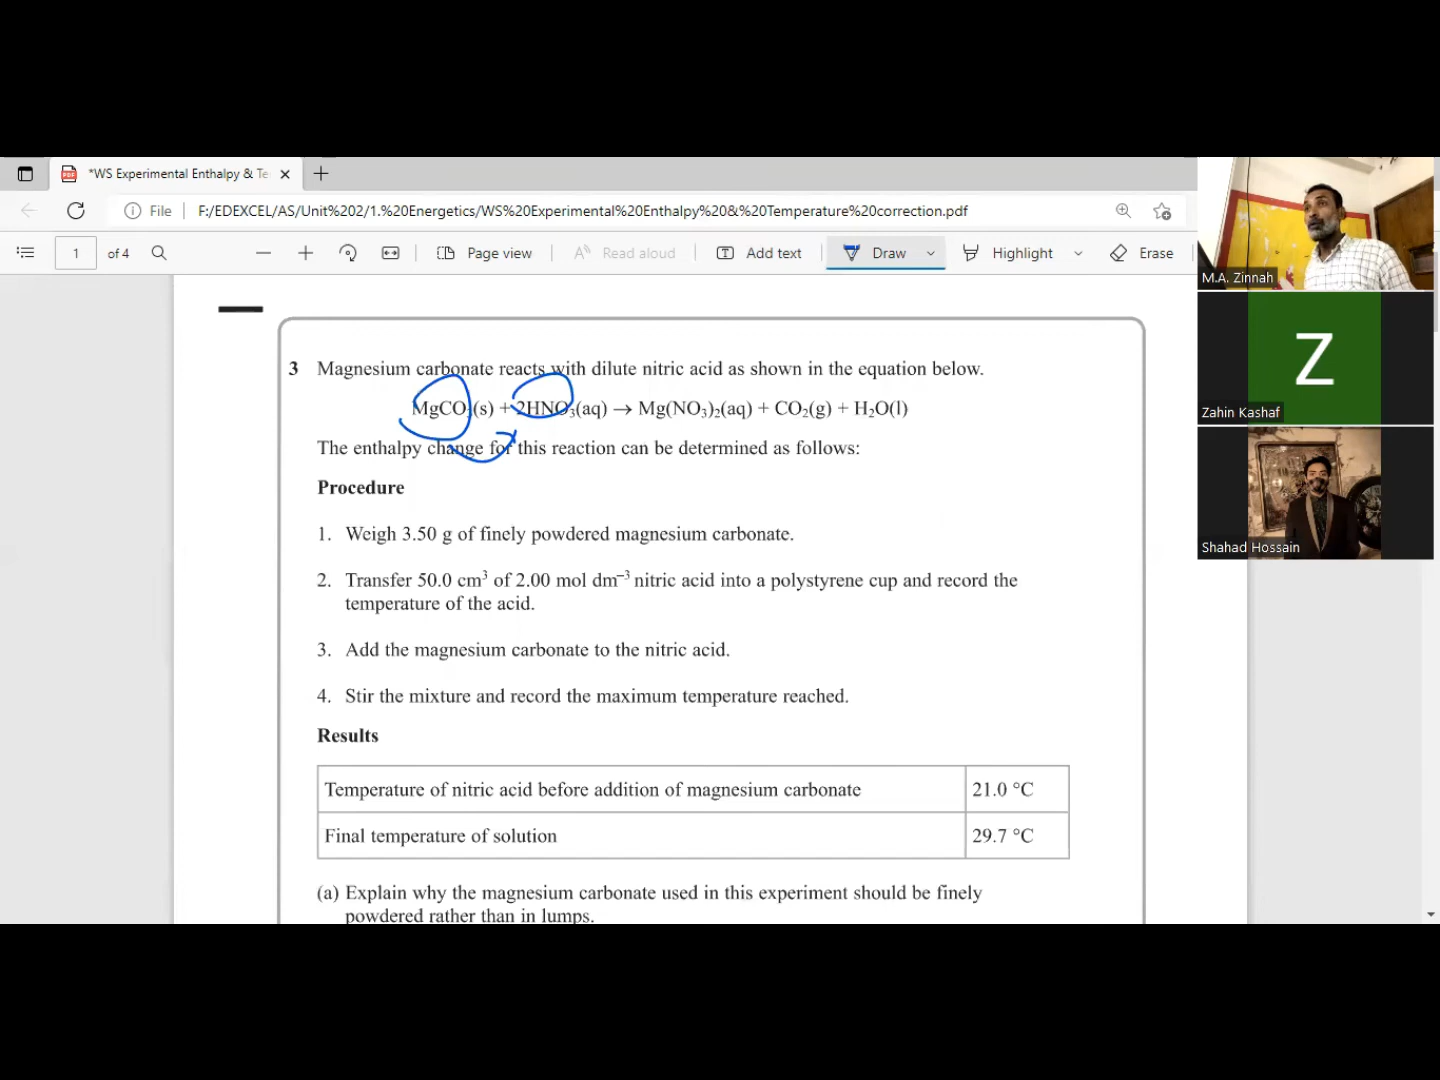 *WS Experimental Enthalpy & Te
File
F:/EDEXCEL/AS/Unit%202/1.%20Energetics/WS%20Experimental%20Enthalpy%20&%20Temperature%20correction.pdf
1 of 4
Page view
Read aloud
Add text
Draw
Highlight
Erase
M.A. Zinnah
Z
Zahin Kashaf
Shahad Hossain
3 Magnesium carbonate reacts with dilute nitric acid as shown in the equation below.
MgCO₃(s) + 2HNO₃(aq) → Mg(NO₃)₂(aq) + CO₂(g) + H₂O(l)
The enthalpy change for this reaction can be determined as follows:
Procedure
1. Weigh 3.50 g of finely powdered magnesium carbonate.
2. Transfer 50.0 cm³ of 2.00 mol dm⁻³ nitric acid into a polystyrene cup and record the
temperature of the acid.
3. Add the magnesium carbonate to the nitric acid.
4. Stir the mixture and record the maximum temperature reached.
Results
Temperature of nitric acid before addition of magnesium carbonate 21.0 °C
Final temperature of solution 29.7 °C
(a) Explain why the magnesium carbonate used in this experiment should be finely
powdered rather than in lumps.